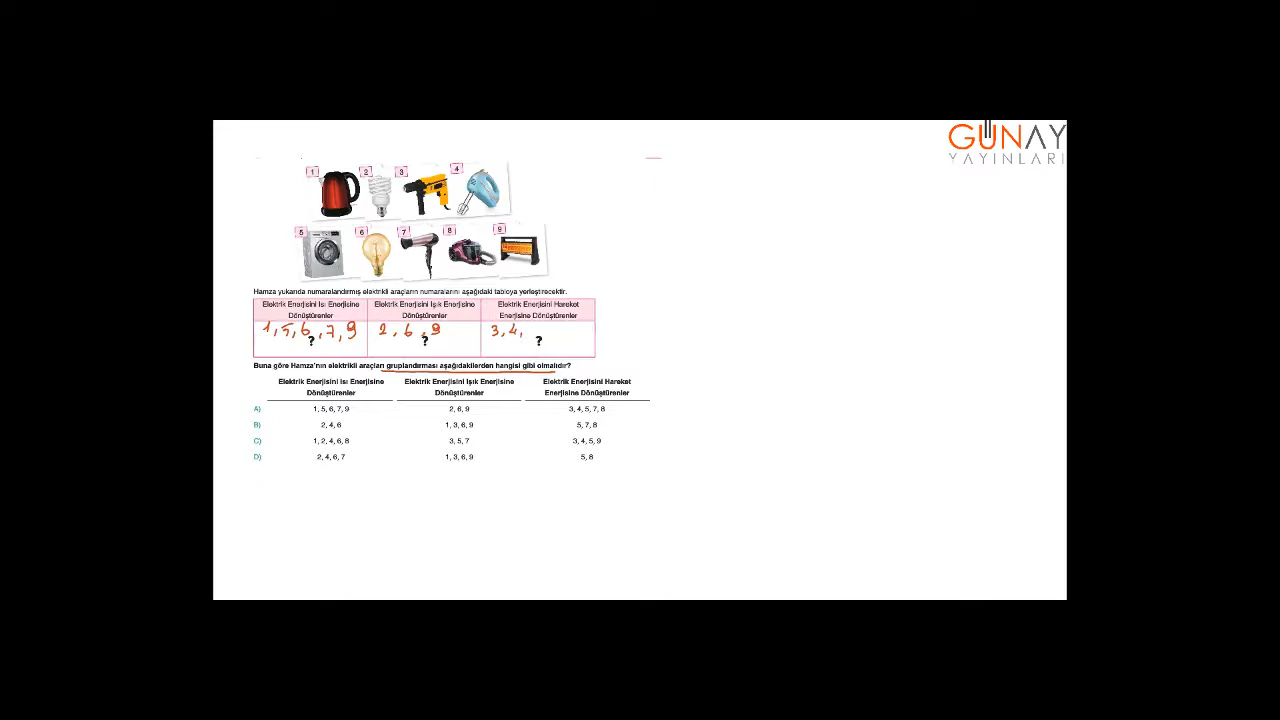 GÜNAY
YAYINLARI
1 2 3 4
5 6 7 8 9
Hamza yukarıda numaralandırmış elektrikli araçların numaralarını aşağıdaki tabloya yerleştirecektir.
Elektrik Enerjisini Isı Enerjisine Dönüştürenler
Elektrik Enerjisini Işık Enerjisine Dönüştürenler
Elektrik Enerjisini Hareket Enerjisine Dönüştürenler
1, 5, 6, 7, 9
?
2, 6, 9
?
3, 4,
?
Buna göre Hamza'nın elektrikli araçları gruplandırması aşağıdakilerden hangisi gibi olmalıdır?
Elektrik Enerjisini Isı Enerjisine Dönüştürenler
Elektrik Enerjisini Işık Enerjisine Dönüştürenler
Elektrik Enerjisini Hareket Enerjisine Dönüştürenler
A) 1, 5, 6, 7, 9 2, 6, 9 3, 4, 5, 7, 8
B) 2, 4, 6 1, 3, 6, 9 5, 7, 8
C) 1, 2, 4, 6, 8 3, 5, 7 3, 4, 5, 9
D) 2, 4, 6, 7 1, 3, 6, 9 5, 8